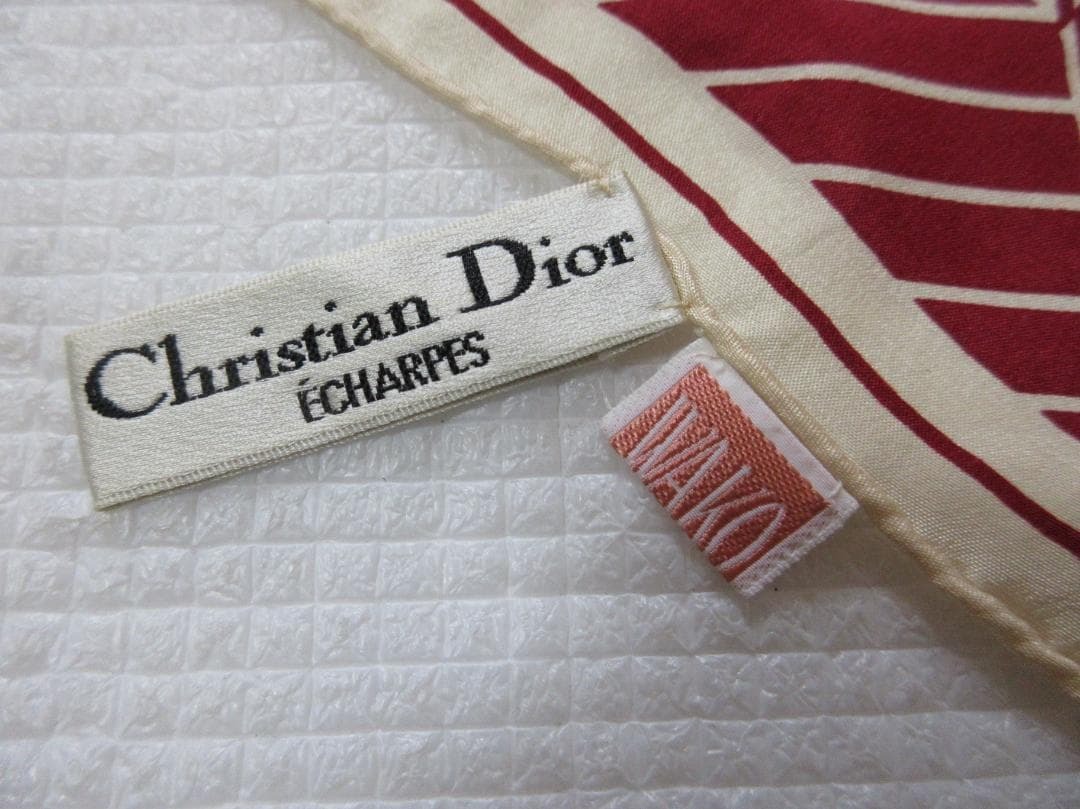 Christian Dior
ÉCHARPES
WAKO